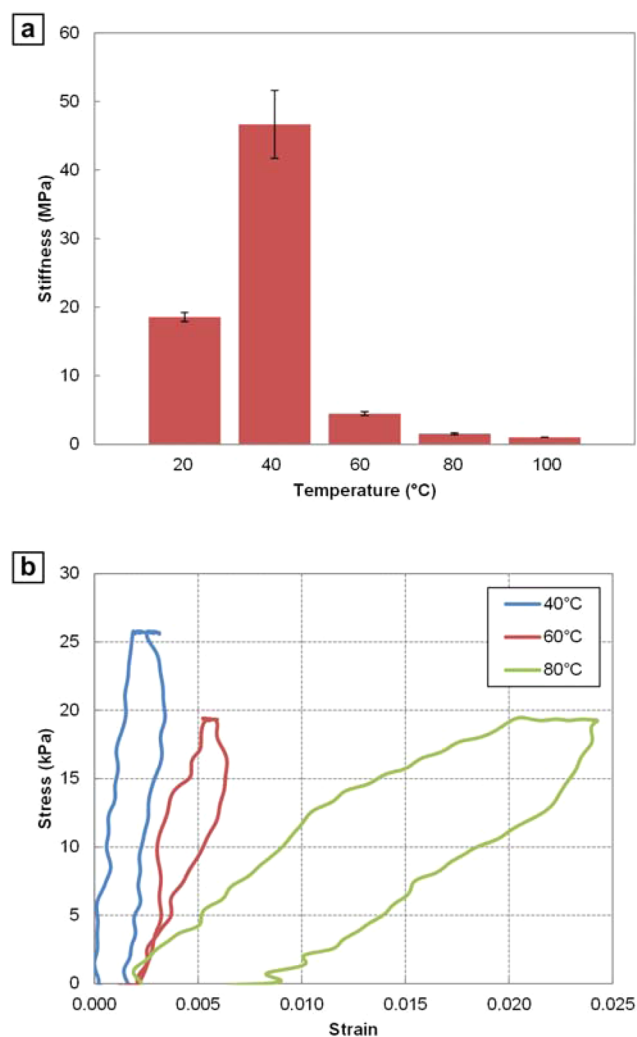 a
60
50
40
30
20
10
0
Stiffness (MPa)
20 40 60 80 100
Temperature (°C)
b
30
25
20
15
10
5
0
Stress (kPa)
40°C
60°C
80°C
0.000 0.005 0.010 0.015 0.020 0.025
Strain